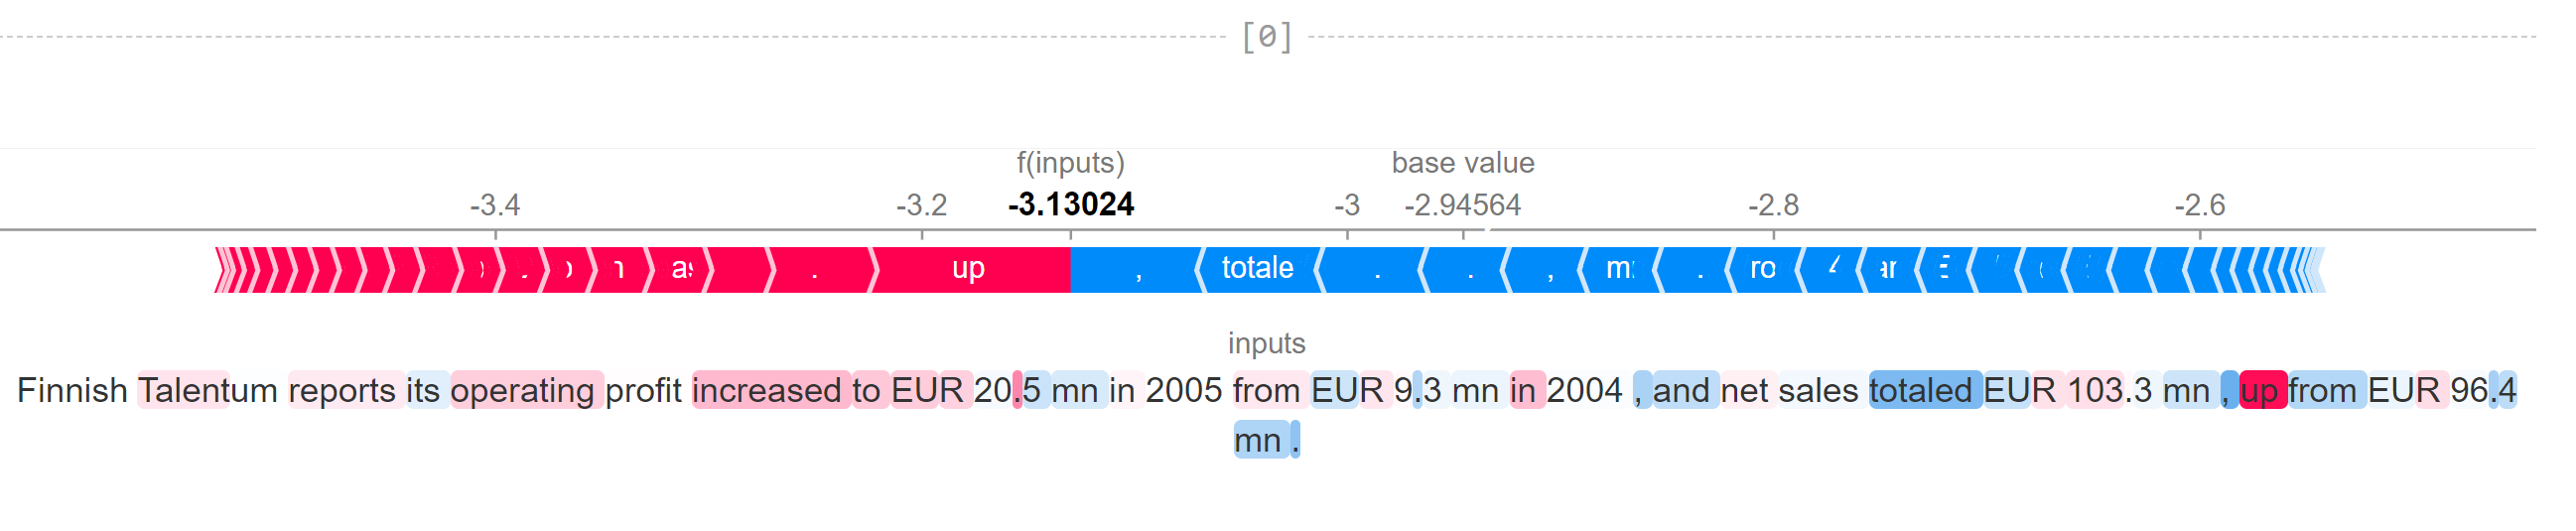 [0]
f(inputs) base value
-3.4 -3.2 -3.13024 -3 -2.94564 -2.8 -2.6
. up , totale . . , . ro
inputs
Finnish Talentum reports its operating profit increased to EUR 20.5 mn in 2005 from EUR 9.3 mn in 2004 , and net sales totaled EUR 103.3 mn , up from EUR 96.4
mn .